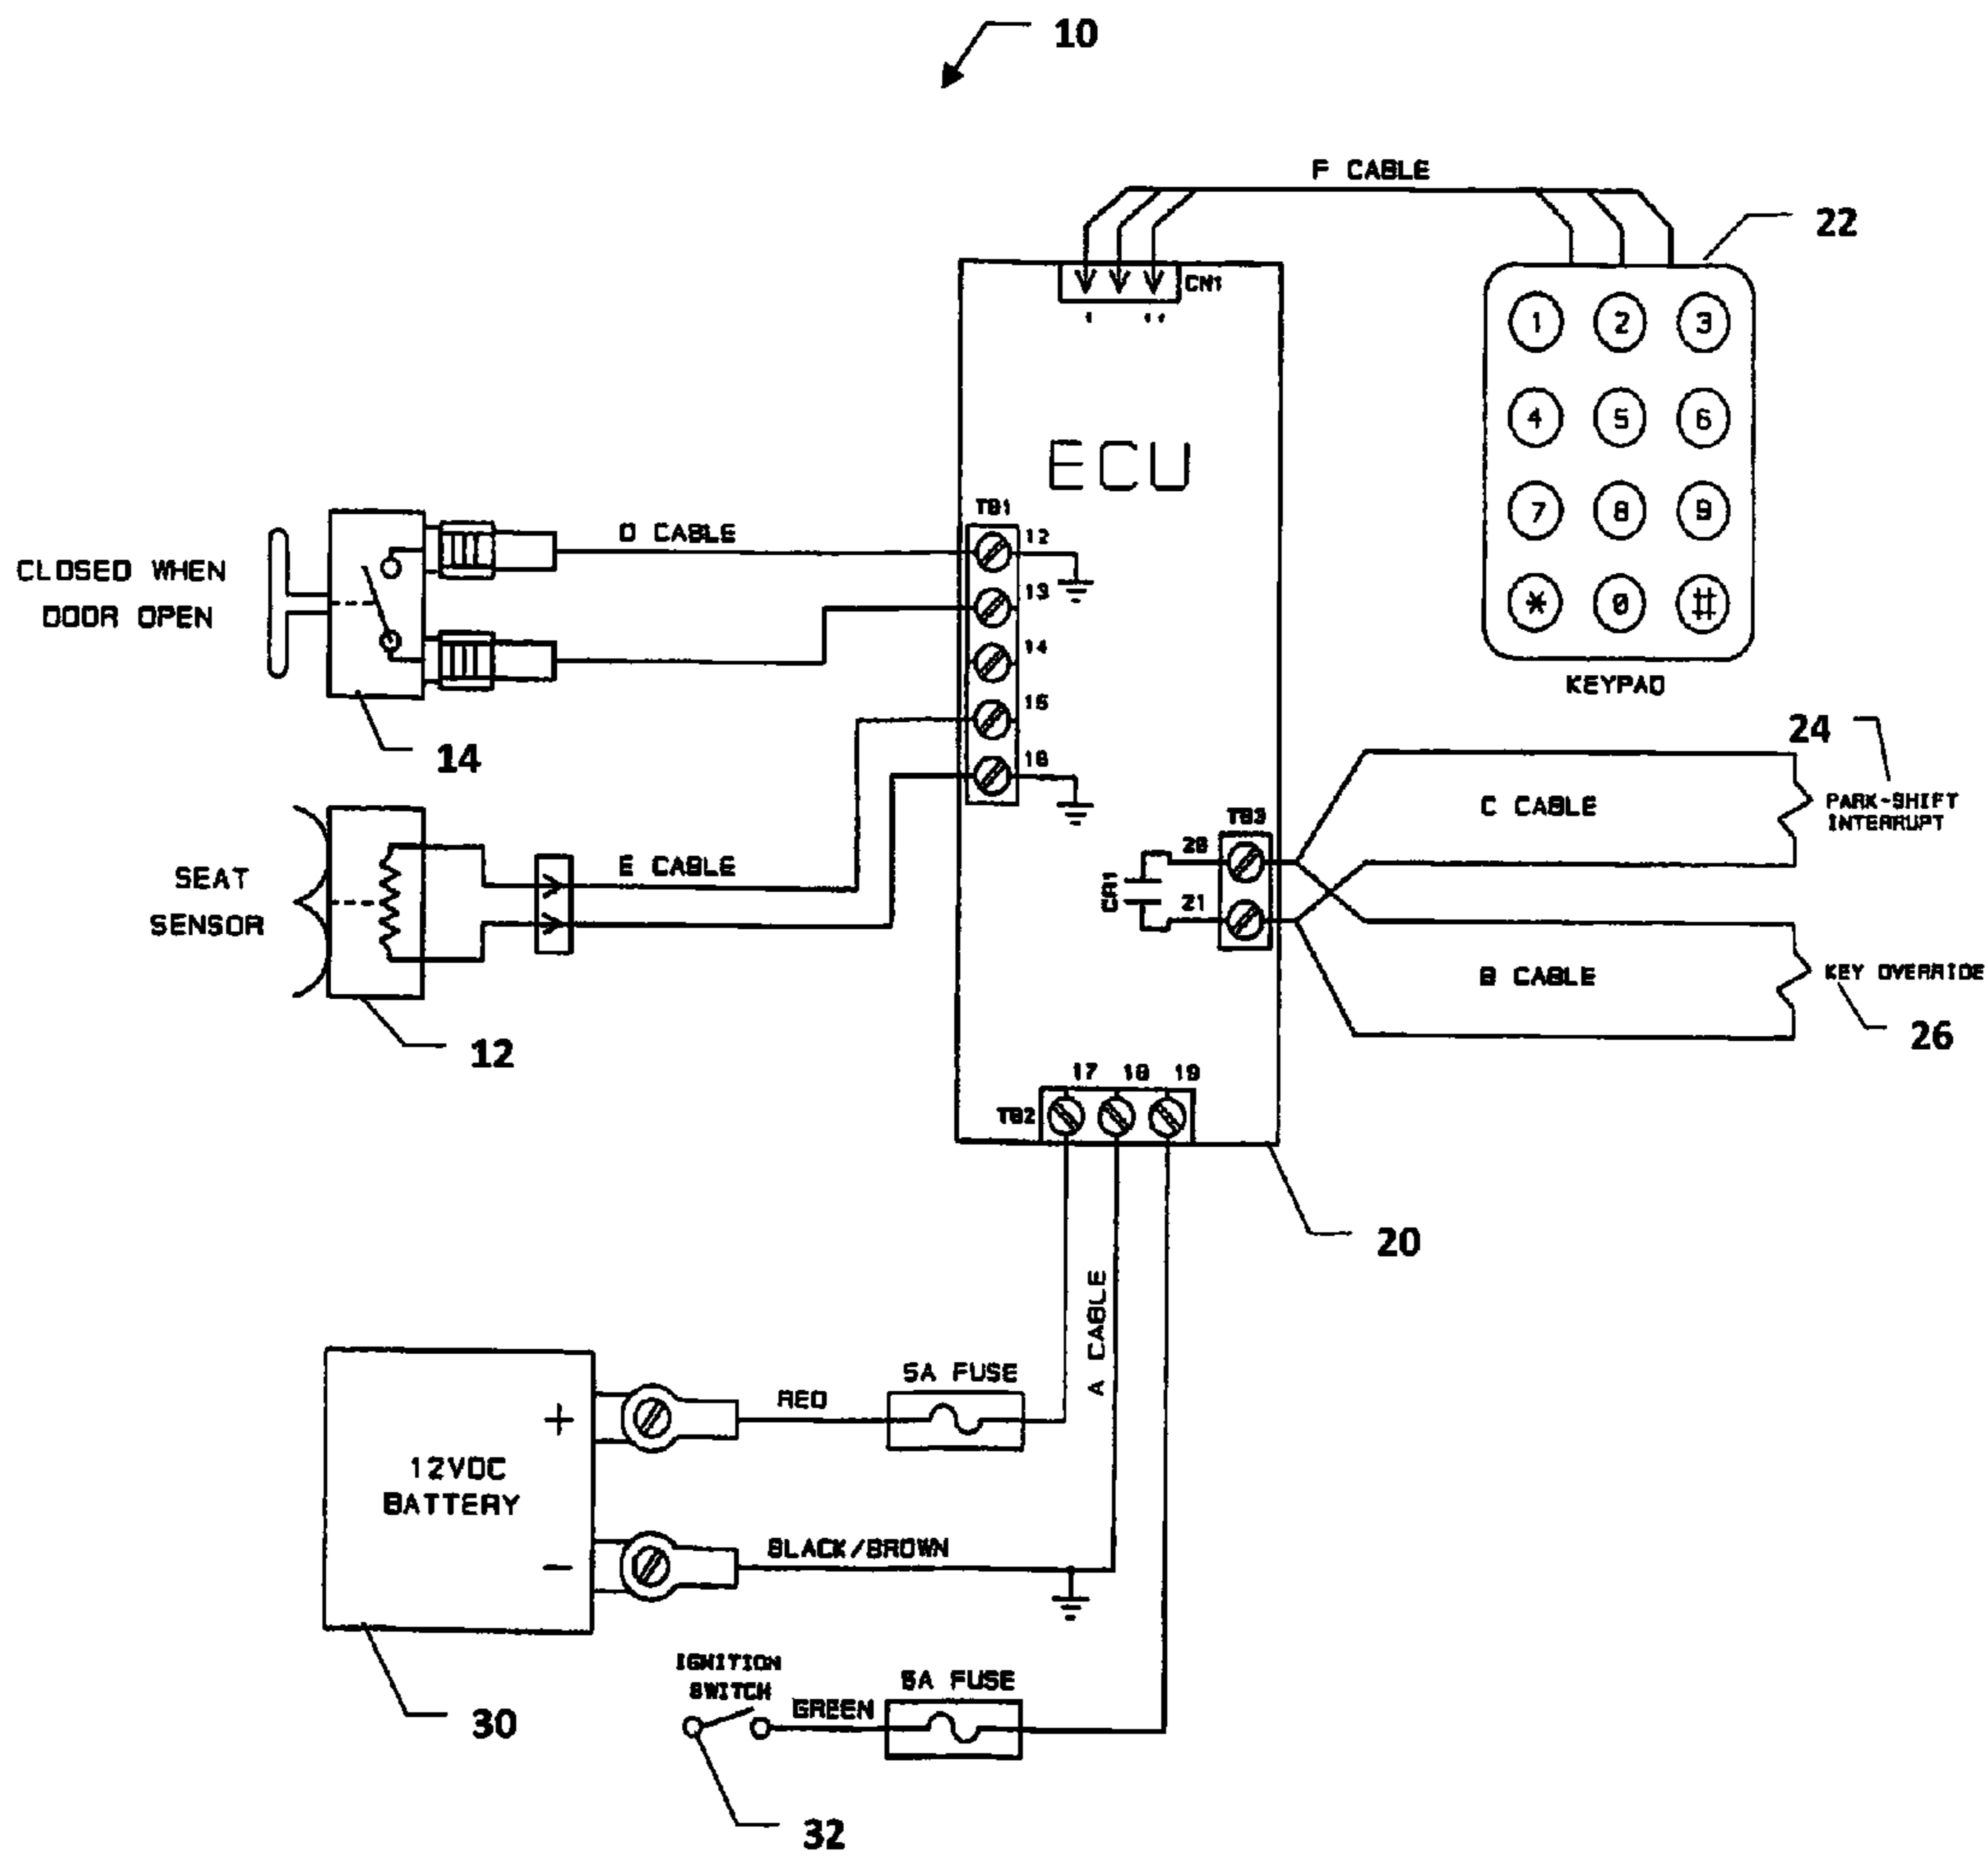 10
F CABLE
22
CN1
1 2 3
ECU
4 5 6
TB1
7 8 9
D CABLE
12
CLOSED WHEN
DOOR OPEN
13
* 0 #
14
KEYPAD
15
14
24
16
C CABLE
PARK-SHIFT
INTERRUPT
TB3
20
SEAT
SENSOR
E CABLE
CR1
21
B CABLE
KEY OVERRIDE
26
12
17 18 19
TB2
20
A CABLE
5A FUSE
RED
+
12VDC
BATTERY
BLACK/BROWN
-
IGNITION
SWITCH
5A FUSE
GREEN
30
32